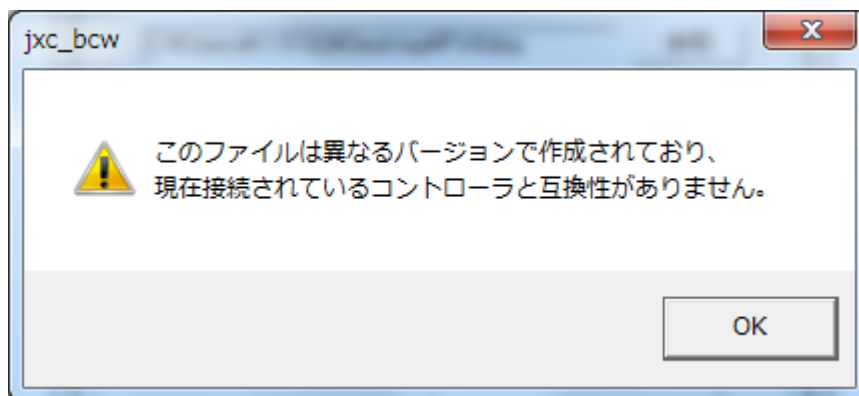 jxc_bcw
このファイルは異なるバージョンで作成されており、
現在接続されているコントローラと互換性がありません。
OK